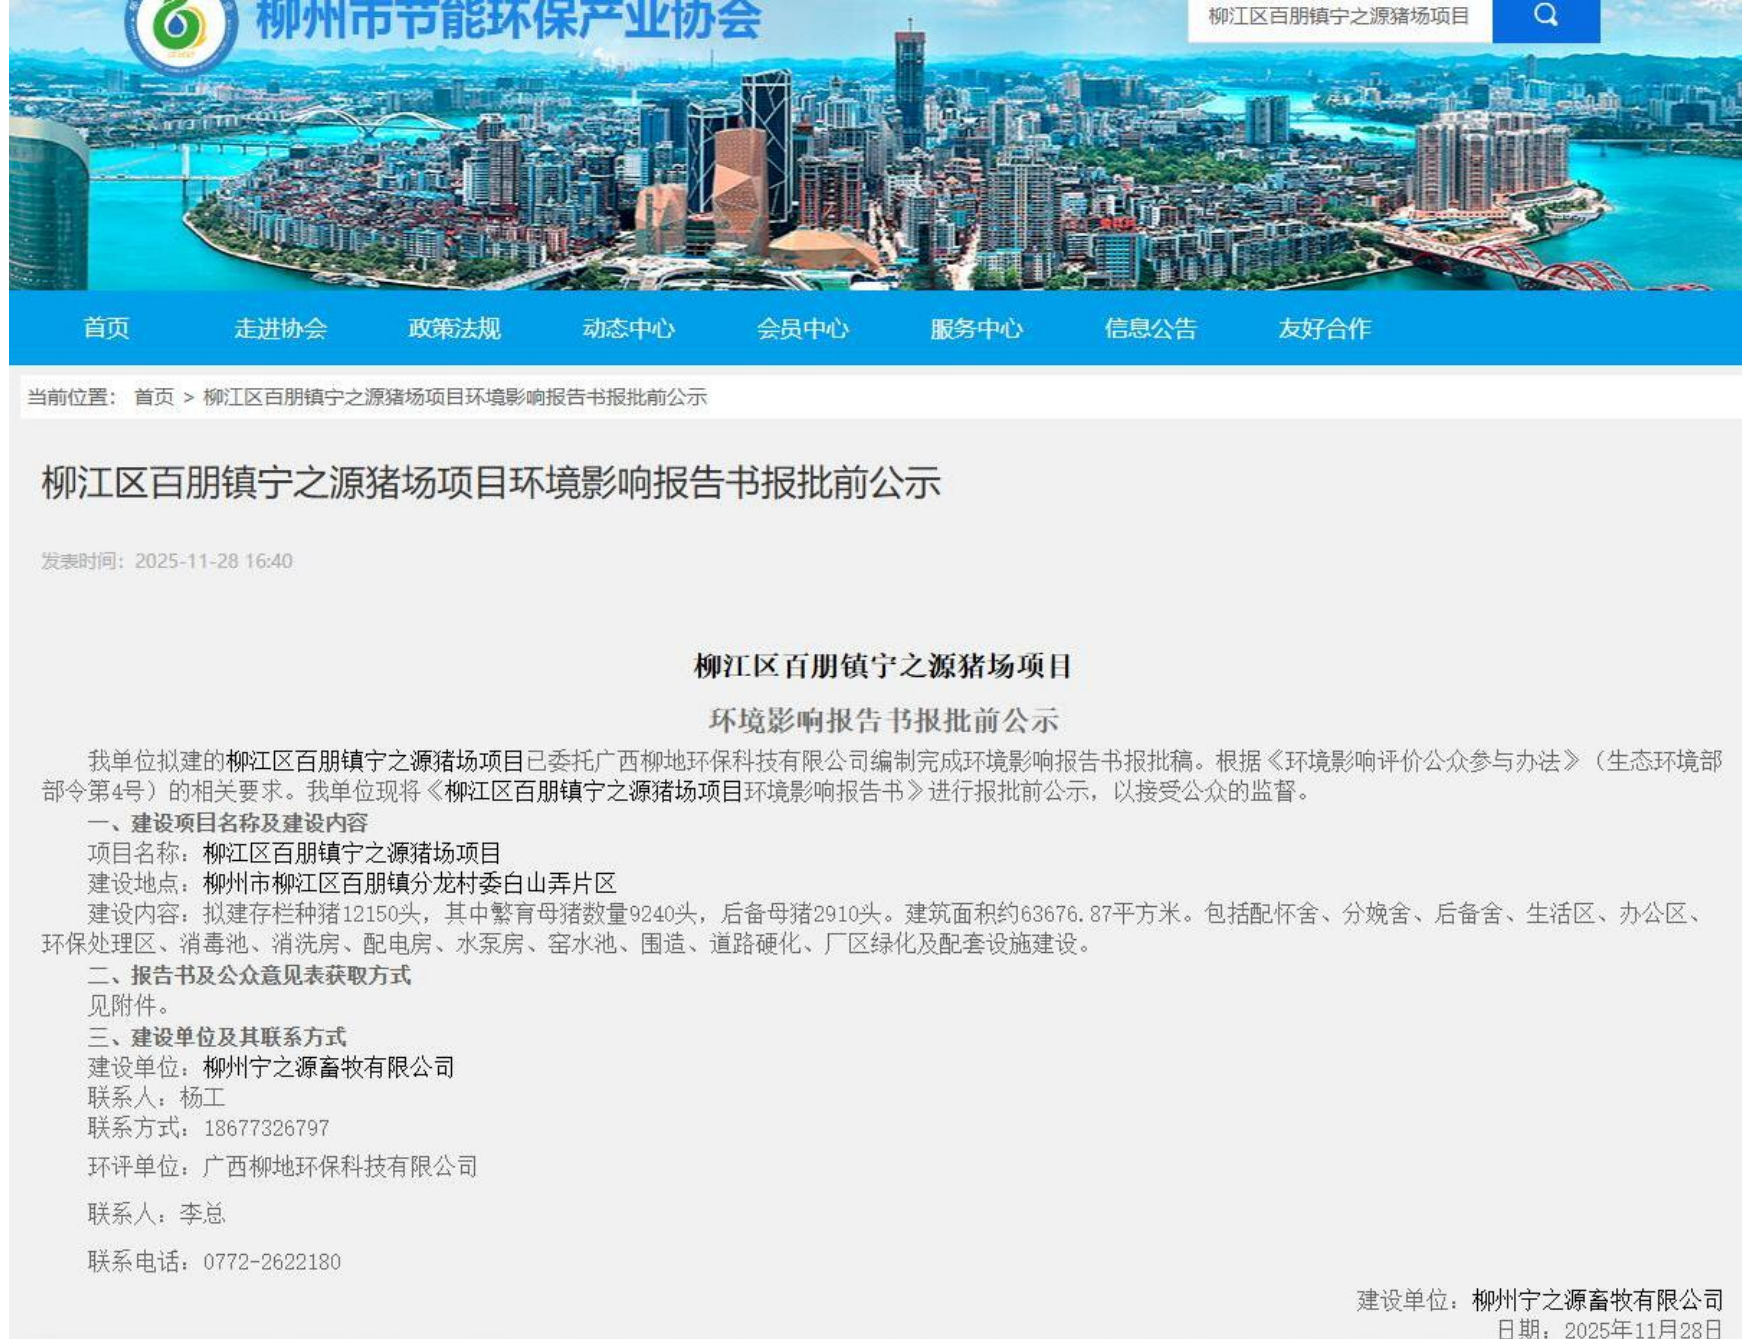 柳州市节能环保产业协会
柳江区百朋镇宁之源猪场项目
首页 走进协会 政策法规 动态中心 会员中心 服务中心 信息公告 友好合作
当前位置： 首页 > 柳江区百朋镇宁之源猪场项目环境影响报告书报批前公示
柳江区百朋镇宁之源猪场项目环境影响报告书报批前公示
发表时间：2025-11-28 16:40
柳江区百朋镇宁之源猪场项目
环境影响报告书报批前公示
我单位拟建的柳江区百朋镇宁之源猪场项目已委托广西柳地环保科技有限公司编制完成环境影响报告书报批稿。根据《环境影响评价公众参与办法》（生态环境部
部令第4号）的相关要求。我单位现将《柳江区百朋镇宁之源猪场项目环境影响报告书》进行报批前公示，以接受公众的监督。
一、建设项目名称及建设内容
项目名称：柳江区百朋镇宁之源猪场项目
建设地点：柳州市柳江区百朋镇分龙村委白山弄片区
建设内容：拟建存栏种猪12150头，其中繁育母猪数量9240头，后备母猪2910头。建筑面积约63676.87平方米。包括配怀舍、分娩舍、后备舍、生活区、办公区、
环保处理区、消毒池、消洗房、配电房、水泵房、窖水池、围造、道路硬化、厂区绿化及配套设施建设。
二、报告书及公众意见表获取方式
见附件。
三、建设单位及其联系方式
建设单位：柳州宁之源畜牧有限公司
联系人：杨工
联系方式：18677326797
环评单位：广西柳地环保科技有限公司
联系人：李总
联系电话：0772-2622180
建设单位：柳州宁之源畜牧有限公司
日期：2025年11月28日